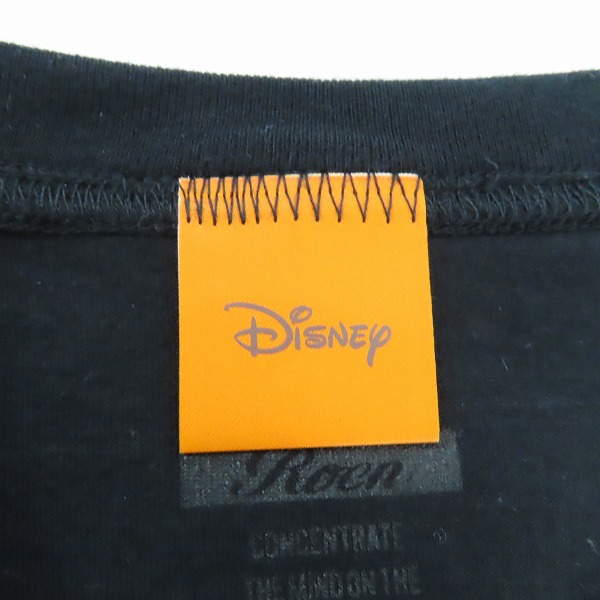 Disney
Roen
CONCENTRATE
THE MIND ON THE